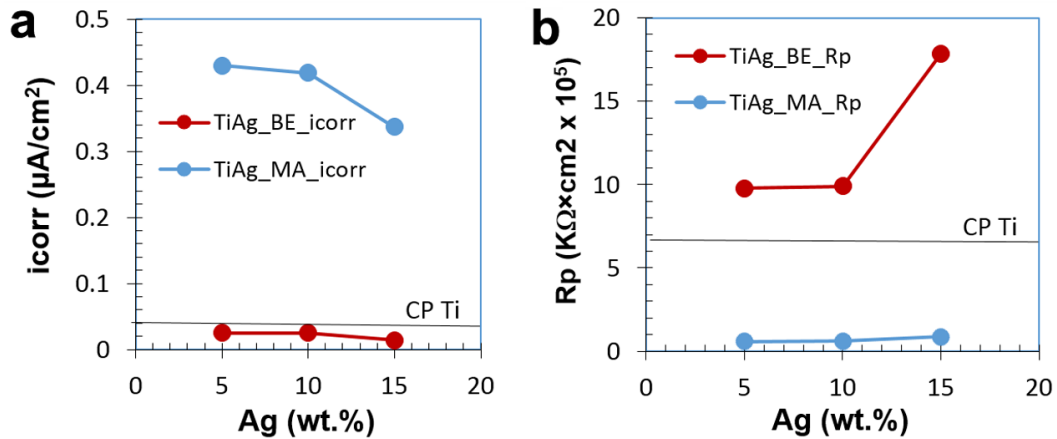 a
0.5
0.4
0.3
0.2
0.1
0
icorr (µA/cm²)
TiAg_BE_icorr
TiAg_MA_icorr
CP Ti
0 5 10 15 20
Ag (wt.%)
b
20
15
10
5
0
Rp (KΩ×cm2 x 10⁵)
TiAg_BE_Rp
TiAg_MA_Rp
CP Ti
0 5 10 15 20
Ag (wt.%)